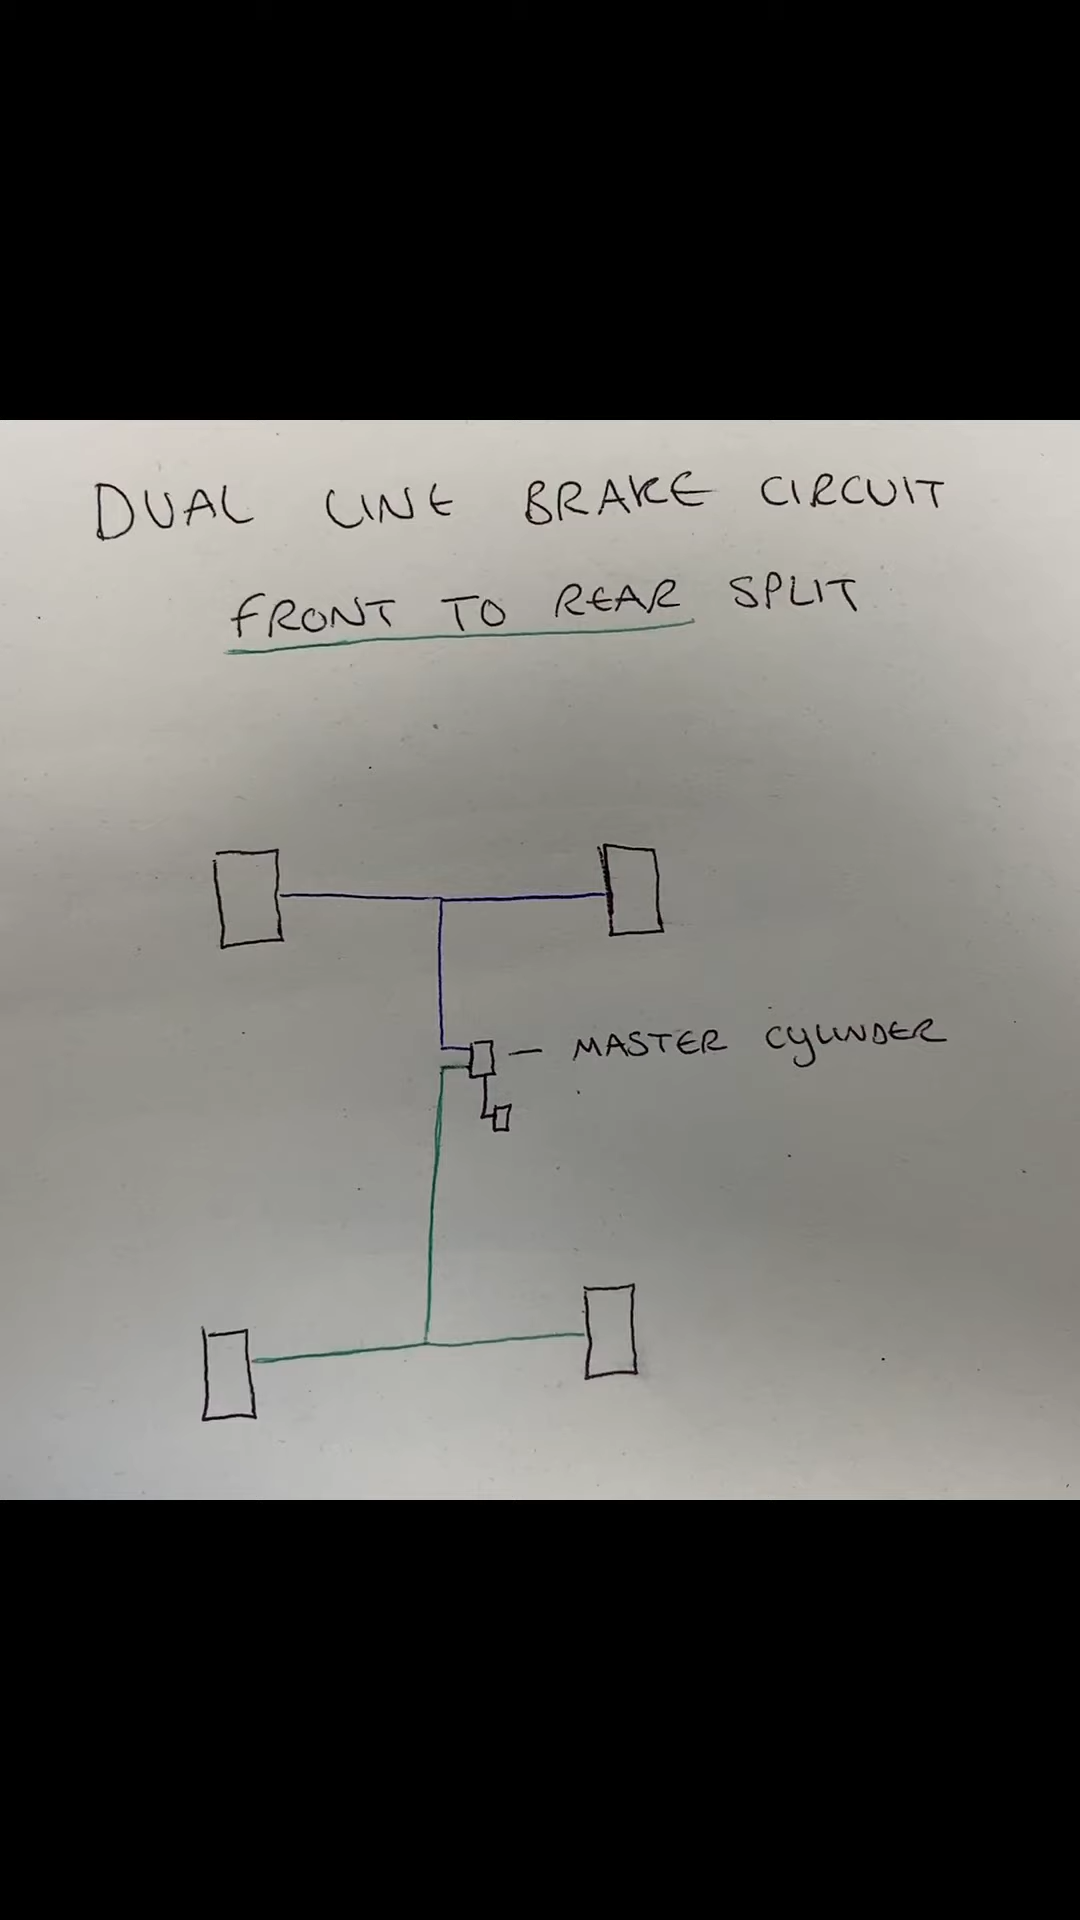 DUAL LINE BRAKE CIRCUIT
FRONT TO REAR SPLIT
— MASTER CYLINDER